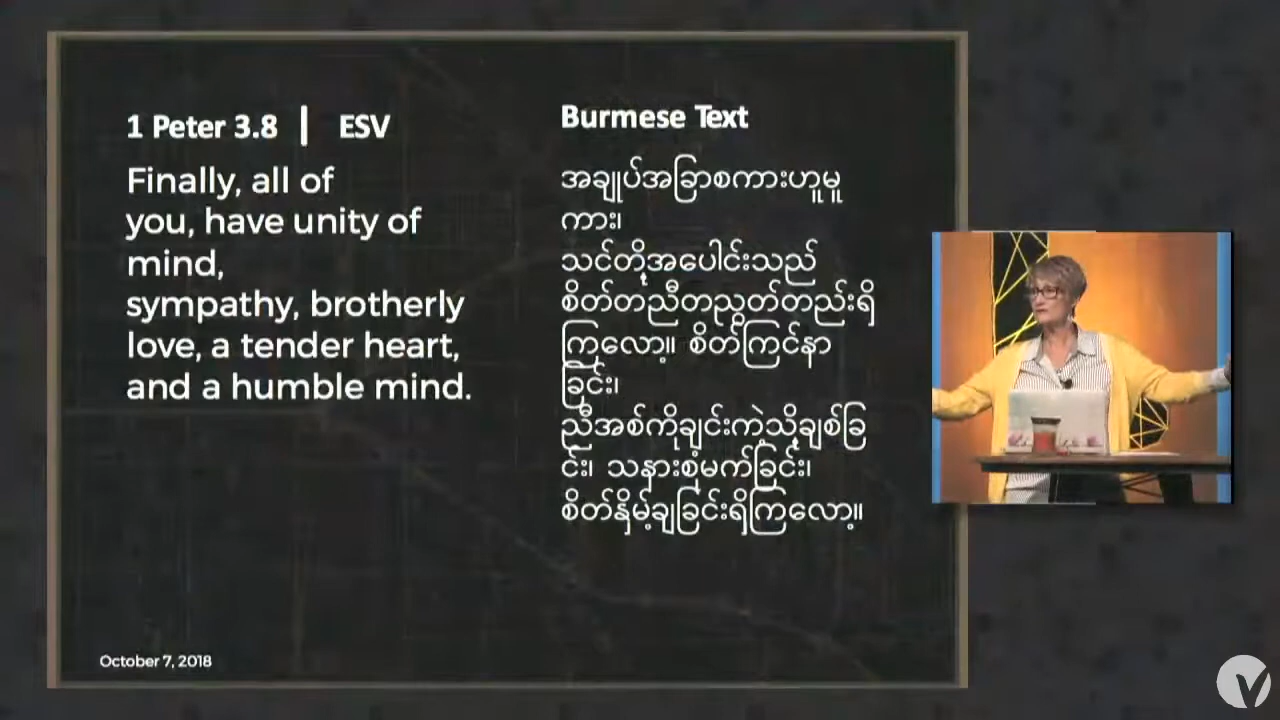 1 Peter 3.8 | ESV
Finally, all of
you, have unity of
mind,
sympathy, brotherly
love, a tender heart,
and a humble mind.
Burmese Text
အချုပ်အခြာစကားဟူမူ
ကား၊
သင်တို့အပေါင်းသည်
စိတ်တညီတညွတ်တည်းရှိ
ကြလော့။ စိတ်ကြင်နာ
ခြင်း၊
ညီအစ်ကိုချင်းကဲ့သို့ချစ်ခြ
င်း၊ သနားစုံမက်ခြင်း၊
စိတ်နှိမ့်ချခြင်းရှိကြလော့။
October 7, 2018